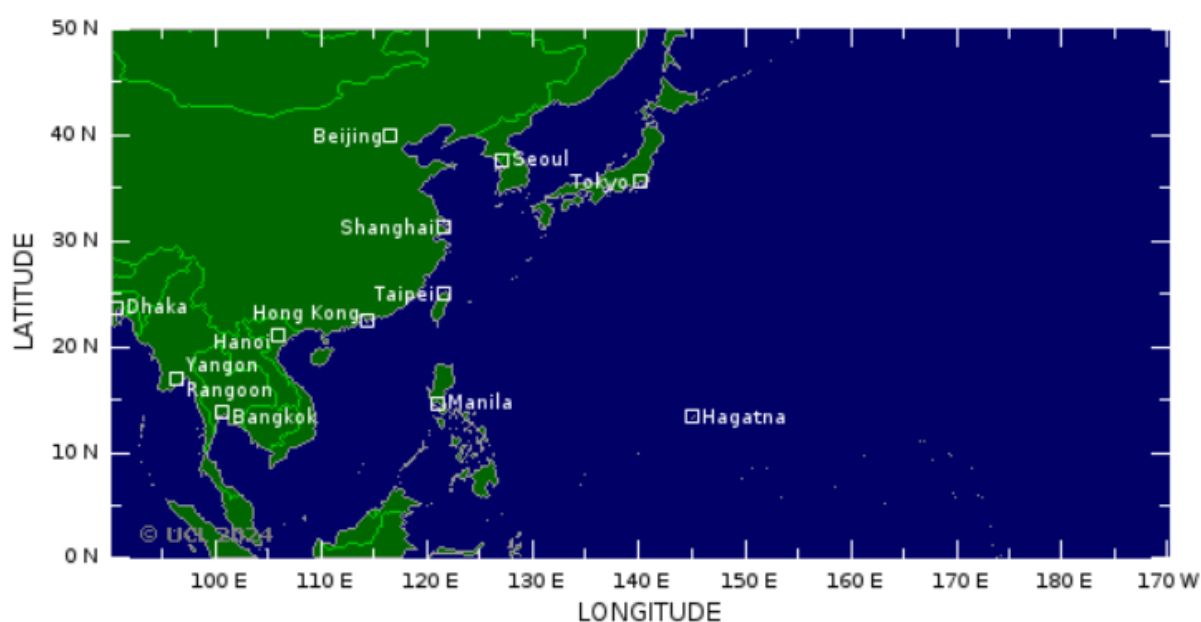 50 N
40 N
30 N
20 N
10 N
0 N
LATITUDE
Beijing
Seoul
Tokyo
Shanghai
Taipei
Dhaka
Hong Kong
Hanoi
Yangon
Rangoon
Bangkok
Manila
Hagatna
© UCL 2024
100 E 110 E 120 E 130 E 140 E 150 E 160 E 170 E 180 E 170 W
LONGITUDE